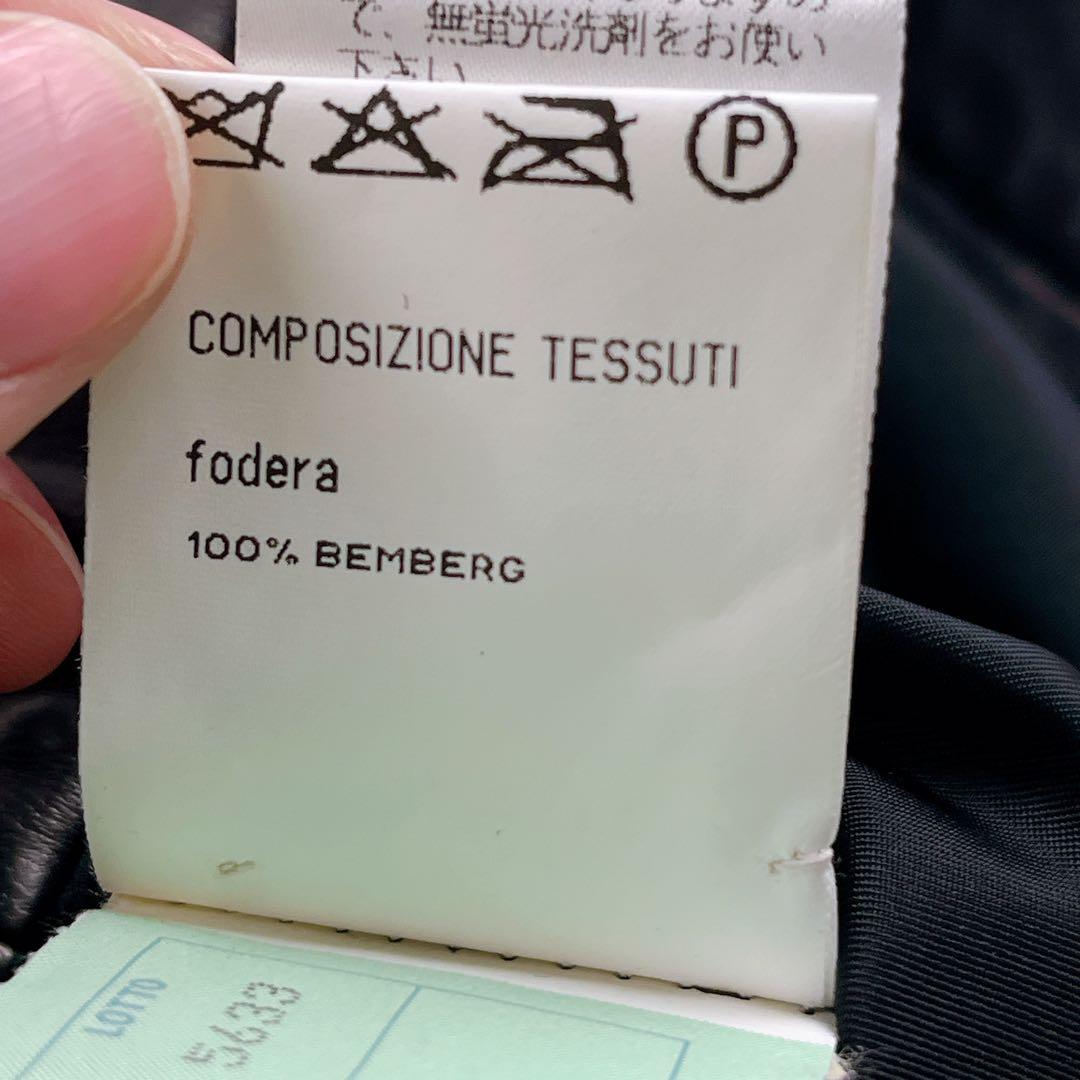 で、無蛍光洗剤をお使い
下さい
P
COMPOSIZIONE TESSUTI
fodera
100% BEMBERG
LOTTO
5633